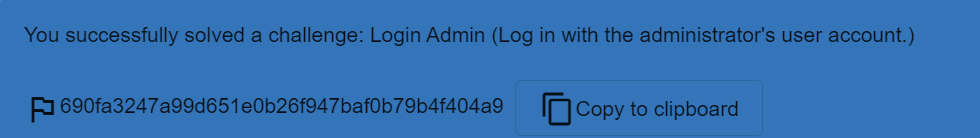 You successfully solved a challenge: Login Admin (Log in with the administrator's user account.)
690fa3247a99d651e0b26f947baf0b79b4f404a9 Copy to clipboard